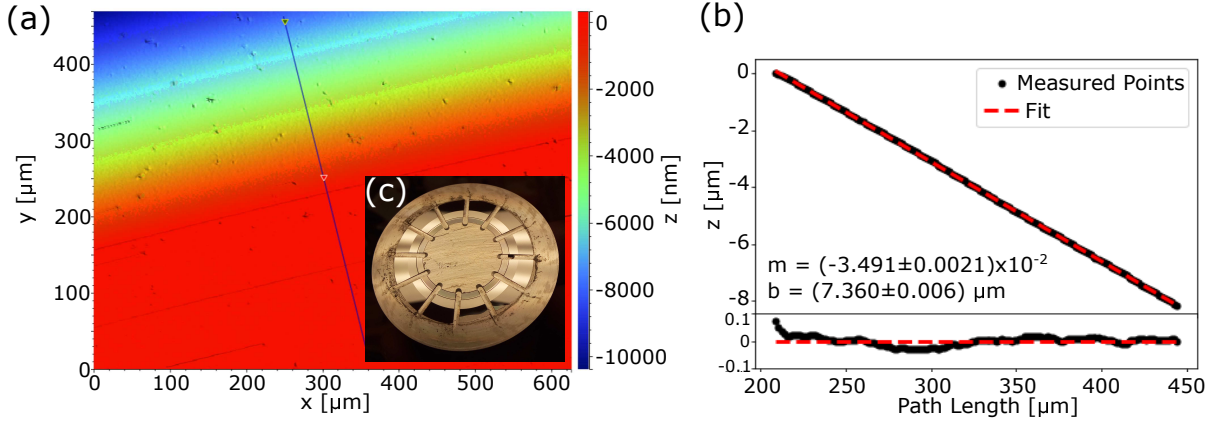 (a)
400
300
200
100
0
y [µm]
0
100
200
300
400
500
600
x [µm]
0
-2000
-4000
-6000
-8000
-10000
z [nm]
(c)
(b)
0
-2
-4
-6
-8
z [µm]
Measured Points
Fit
m = (-3.491±0.0021)x10⁻²
b = (7.360±0.006) µm
0.1
0
-0.1
200
250
300
350
400
450
Path Length [µm]